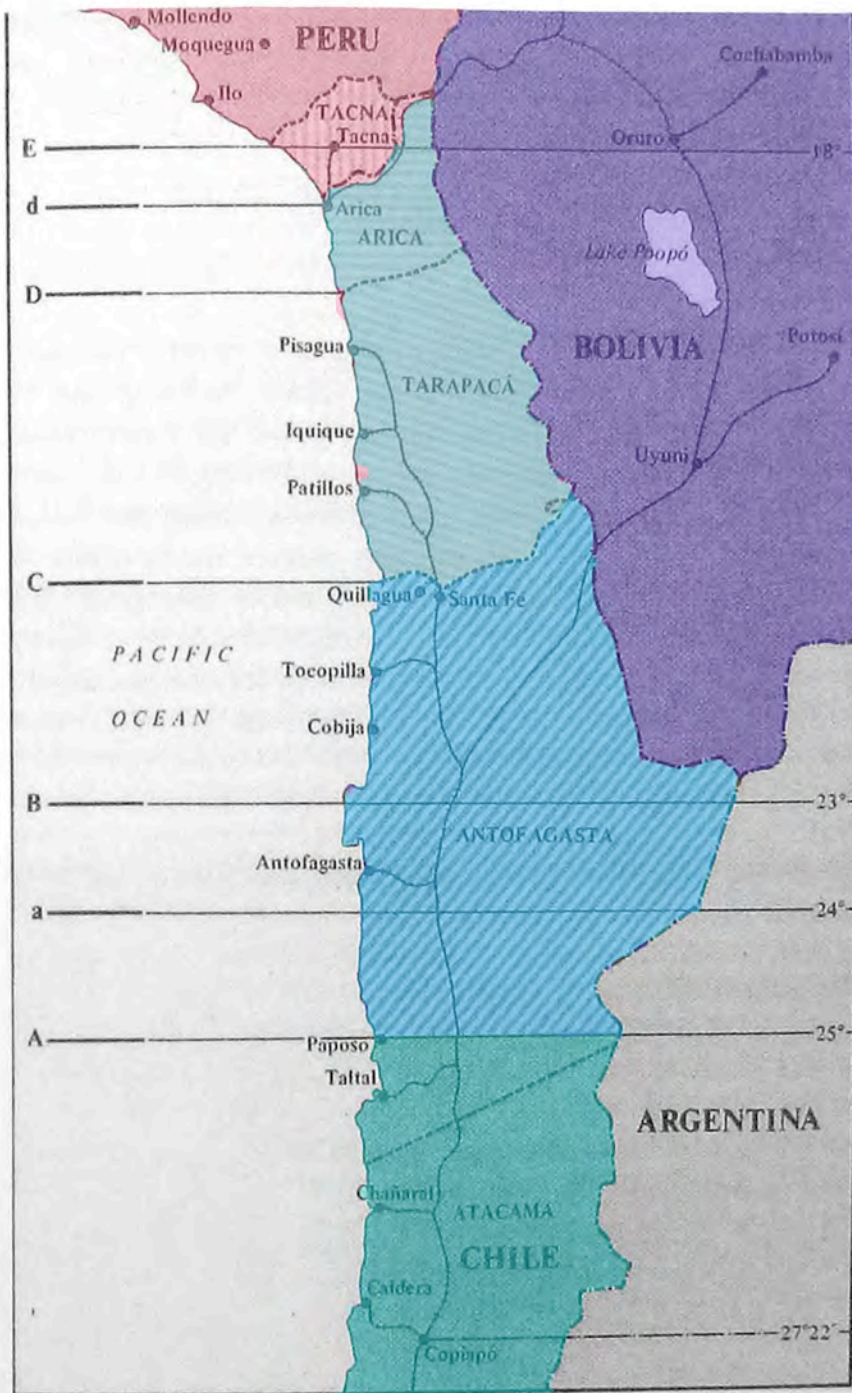 Mollendo
PERU
Moquegua
Cochabamba
Ilo
TACNA
Tacna
Oruro
E
18°
d
Arica
ARICA
Lake Poopó
D
Pisagua
BOLIVIA
Potosí
TARAPACÁ
Iquique
Uyuni
Patillos
C
Quillagua
Santa Fé
PACIFIC
OCEAN
Tocopilla
Cobija
B
23°
ANTOFAGASTA
Antofagasta
a
24°
A
25°
Paposo
Taltal
ARGENTINA
Chañaral
ATACAMA
CHILE
Caldera
27°22'
Copiapó